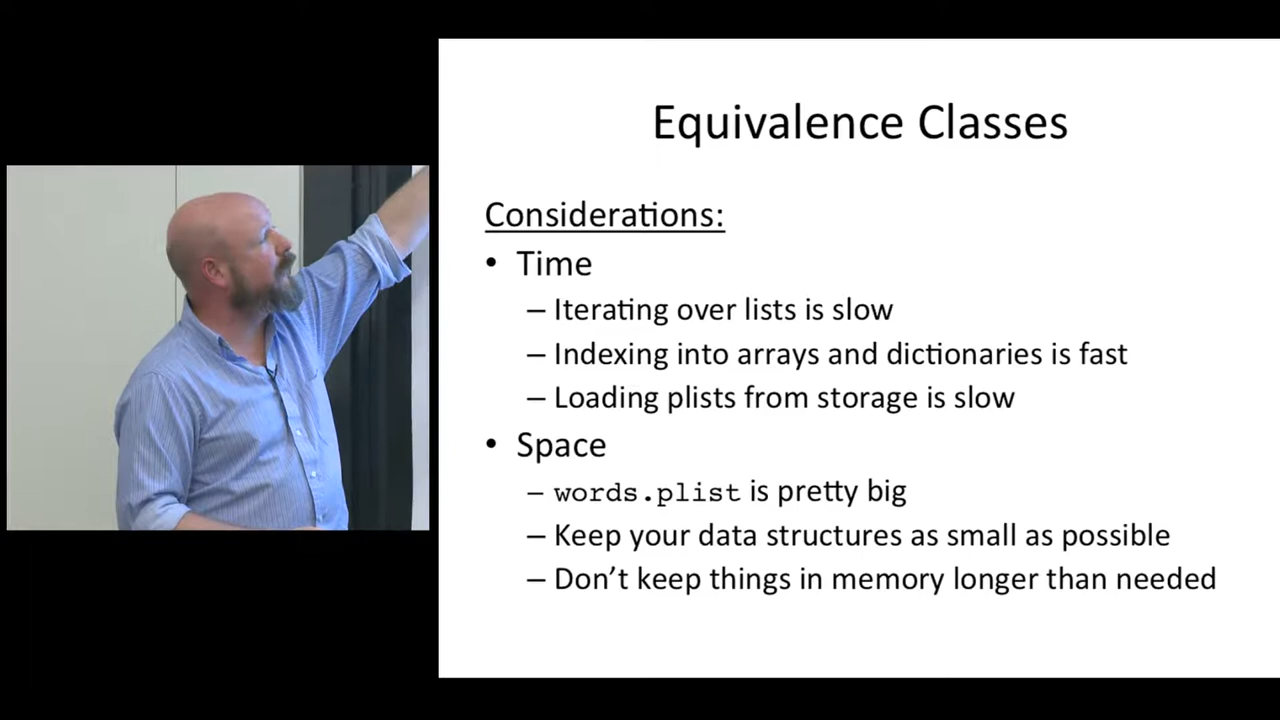 Equivalence Classes
Considerations:
• Time
– Iterating over lists is slow
– Indexing into arrays and dictionaries is fast
– Loading plists from storage is slow
• Space
– words.plist is pretty big
– Keep your data structures as small as possible
– Don’t keep things in memory longer than needed